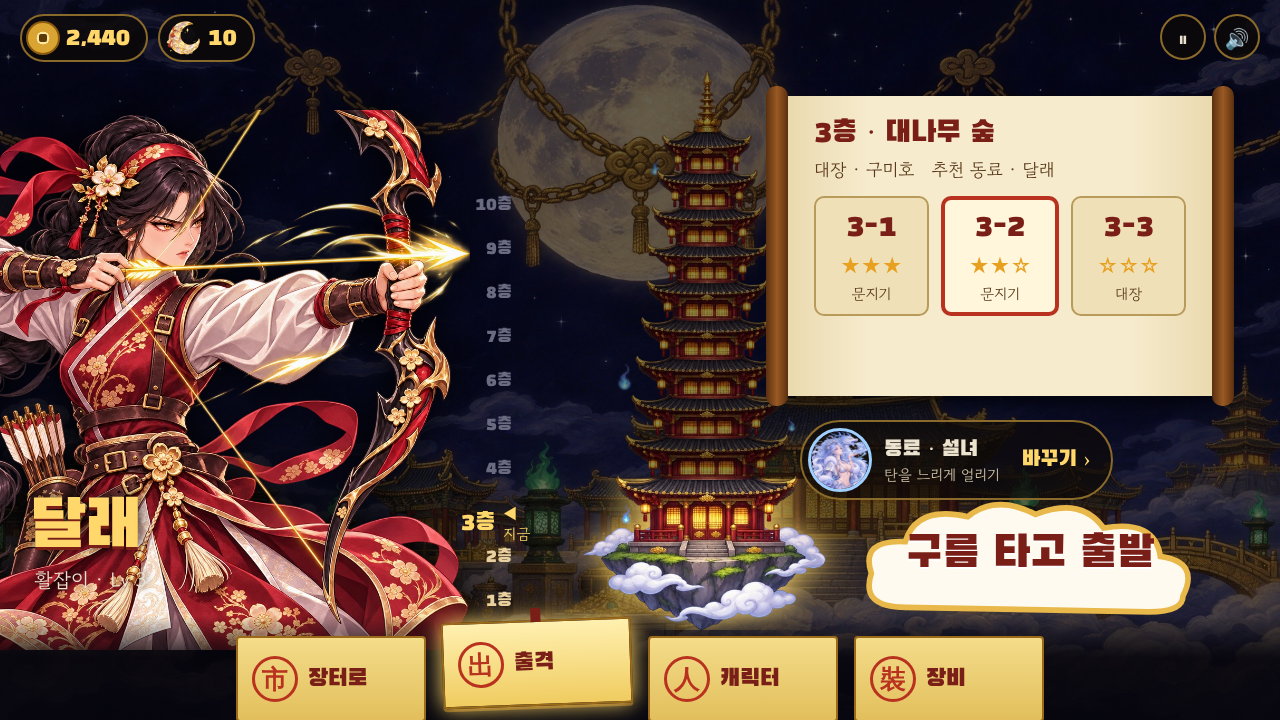 2,440
10
3층 · 대나무 숲
대장 · 구미호 추천 동료 · 달래
3-1
★★★
문지기
3-2
★★☆
문지기
3-3
☆☆☆
대장
10층
9층
8층
7층
6층
5층
4층
3층 ◀ 지금
2층
1층
동료 · 설녀
탄을 느리게 얼리기
바꾸기 ›
달래
활잡이 ·
구름 타고 출발
市 장터로
出 출격
人 캐릭터
裝 장비